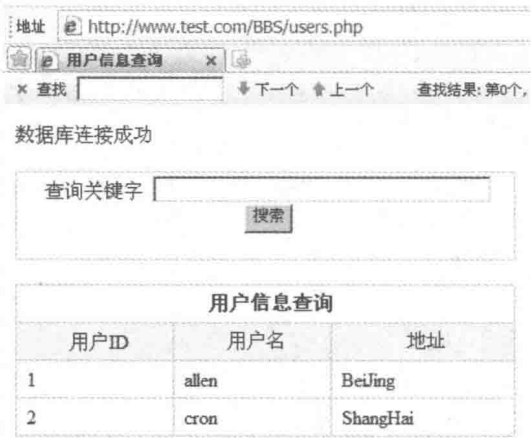 地址 http://www.test.com/BBS/users.php
用户信息查询 ×
× 查找 下一个 上一个 查找结果: 第0个,
数据库连接成功
查询关键字
搜索
用户信息查询
用户ID 用户名 地址
1 allen BeiJing
2 cron ShangHai